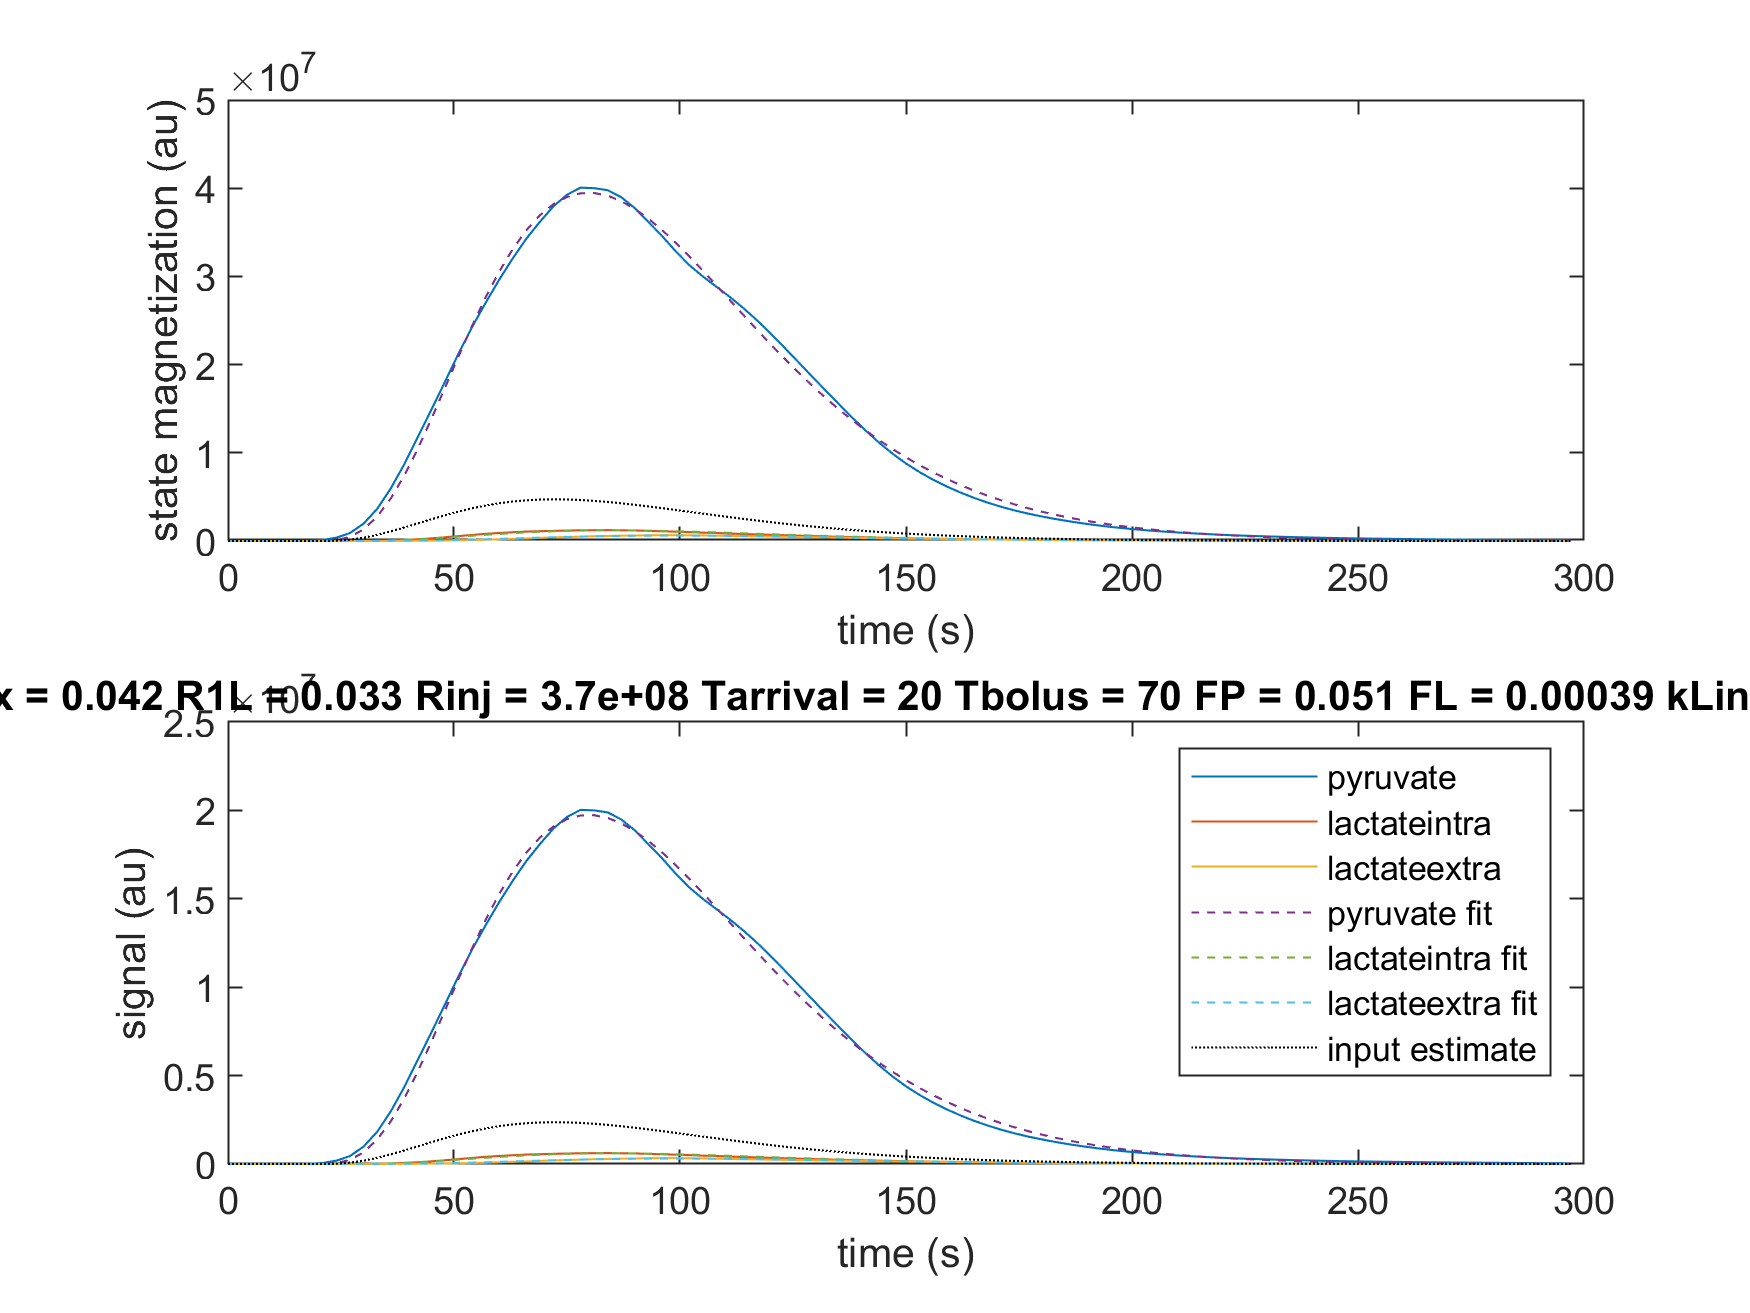 ×10^7
5
4
3
2
1
0
0 50 100 150 200 250 300
state magnetization (au)
time (s)
x = 0.042 R1L = 0.033 Rinj = 3.7e+08 Tarrival = 20 Tbolus = 70 FP = 0.051 FL = 0.00039 kLin
×10^7
2.5
2
1.5
1
0.5
0
0 50 100 150 200 250 300
signal (au)
time (s)
pyruvate
lactateintra
lactateextra
pyruvate fit
lactateintra fit
lactateextra fit
input estimate